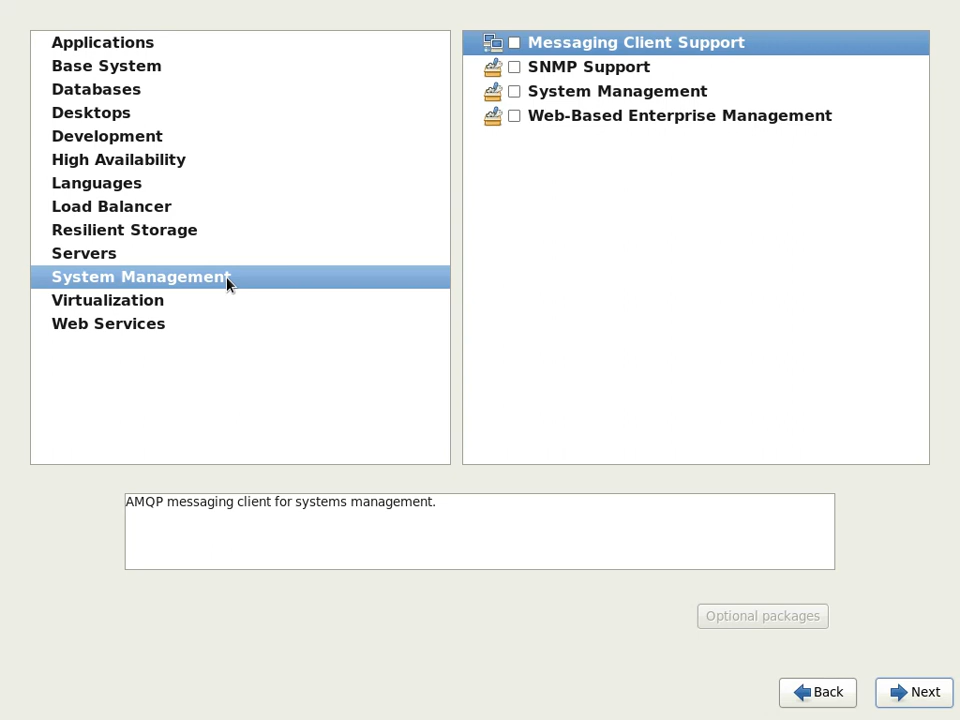 Applications
Base System
Databases
Desktops
Development
High Availability
Languages
Load Balancer
Resilient Storage
Servers
System Management
Virtualization
Web Services
Messaging Client Support
SNMP Support
System Management
Web-Based Enterprise Management
AMQP messaging client for systems management.
Optional packages
Back
Next